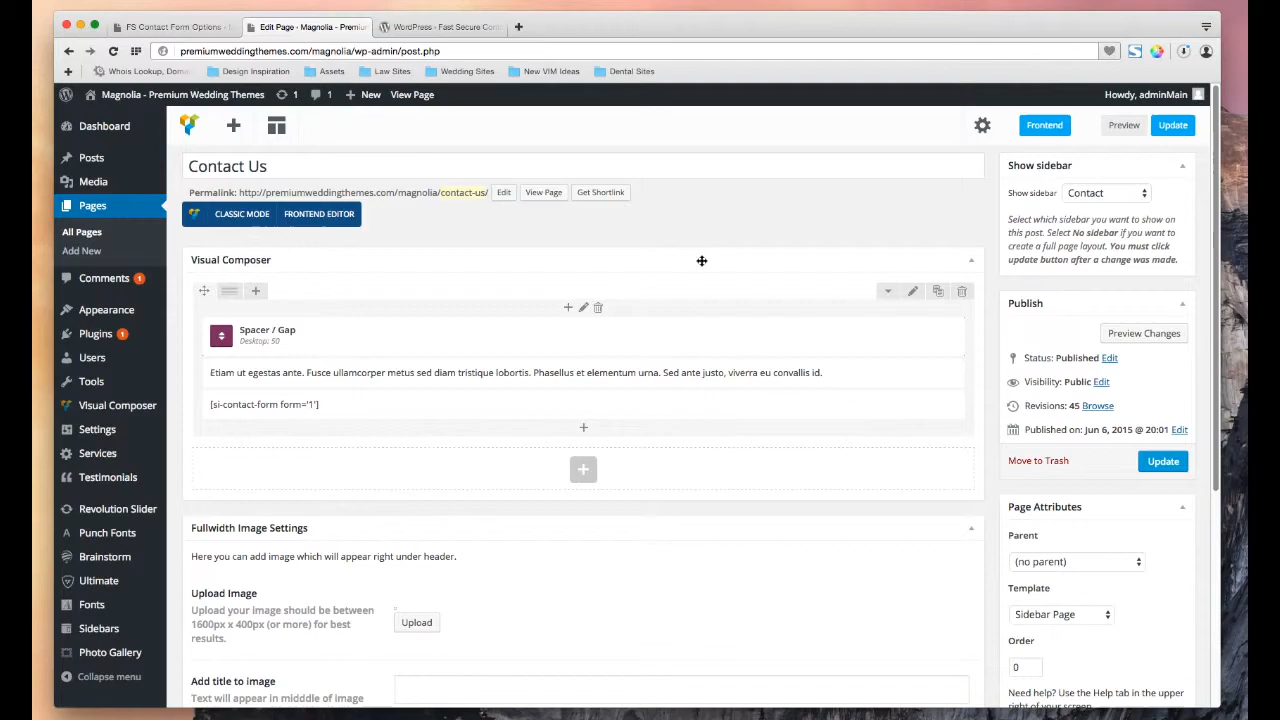 FS Contact Form Options -
Edit Page ‹ Magnolia - Premiu
WordPress › Fast Secure Con
premiumweddingthemes.com/magnolia/wp-admin/post.php
Whois Lookup, Doma
Design Inspiration
Assets
Law Sites
Wedding Sites
New VIM Ideas
Dental Sites
Magnolia - Premium Wedding Themes
1
1
New
View Page
Howdy, adminMain
Dashboard
Posts
Media
Pages
All Pages
Add New
Comments 1
Appearance
Plugins 1
Users
Tools
Visual Composer
Settings
Services
Testimonials
Revolution Slider
Punch Fonts
Brainstorm
Ultimate
Fonts
Sidebars
Photo Gallery
Collapse menu
Frontend
Preview
Update
Contact Us
Permalink: http://premiumweddingthemes.com/magnolia/contact-us/
Edit
View Page
Get Shortlink
CLASSIC MODE
FRONTEND EDITOR
Visual Composer
Spacer / Gap
Desktop: 50
Etiam ut egestas ante. Fusce ullamcorper metus sed diam tristique lobortis. Phasellus et elementum urna. Sed ante justo, viverra eu convallis id.
[si-contact-form form='1']
Fullwidth Image Settings
Here you can add image which will appear right under header.
Upload Image
Upload your image should be between
1600px x 400px (or more) for best
results.
Upload
Add title to image
Text will appear in midddle of image
Show sidebar
Show sidebar
Contact
Select which sidebar you want to show on
this post. Select No sidebar if you want to
create a full page layout. You must click
update button after a change was made.
Publish
Preview Changes
Status: Published Edit
Visibility: Public Edit
Revisions: 45 Browse
Published on: Jun 6, 2015 @ 20:01 Edit
Move to Trash
Update
Page Attributes
Parent
(no parent)
Template
Sidebar Page
Order
0
Need help? Use the Help tab in the upper
right of your screen.